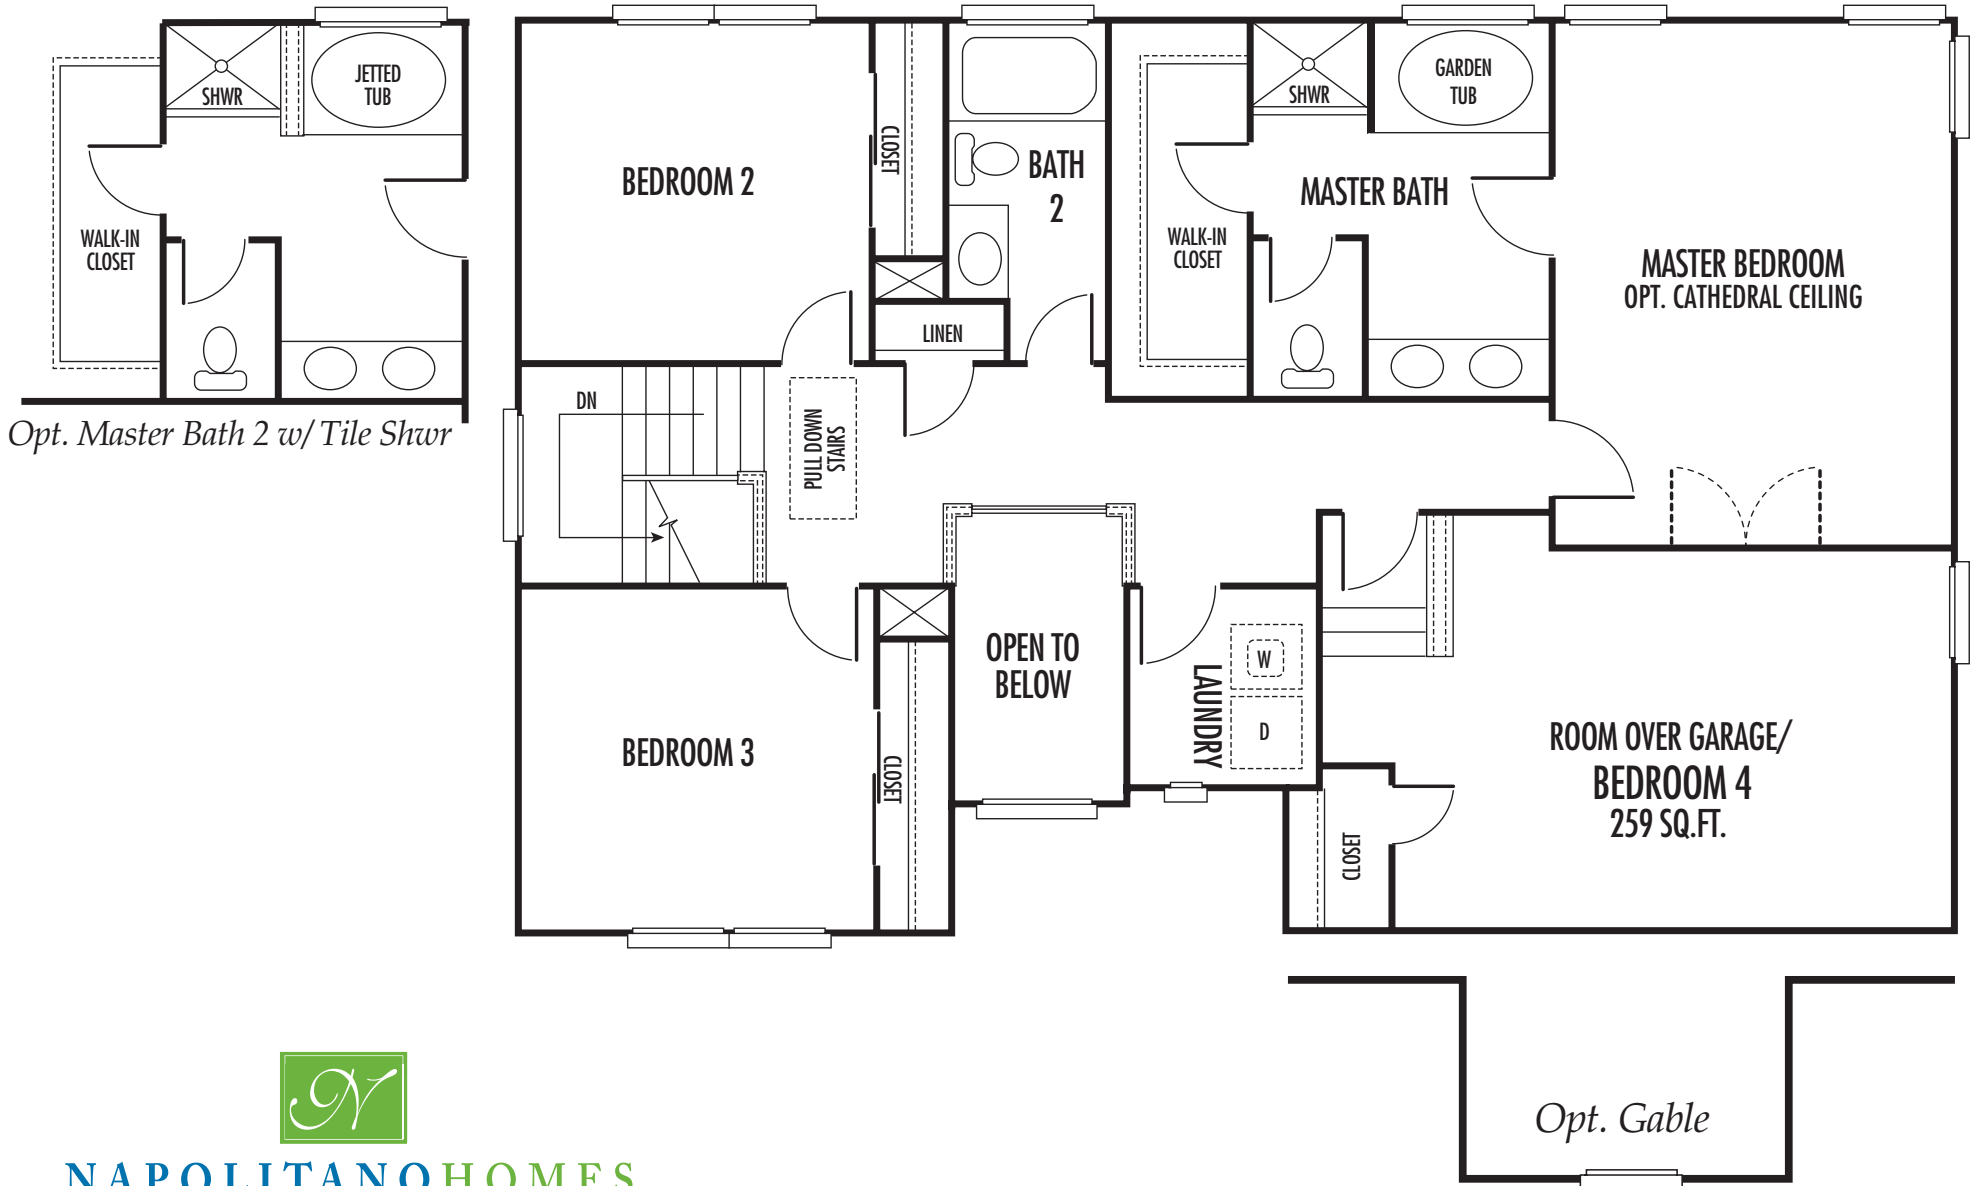 JETTED
TUB
SHWR
WALK-IN
CLOSET
Opt. Master Bath 2 w/ Tile Shwr
BEDROOM 2
CLOSET
BATH
2
LINEN
WALK-IN
CLOSET
SHWR
GARDEN
TUB
MASTER BATH
MASTER BEDROOM
OPT. CATHEDRAL CEILING
DN
PULL DOWN
STAIRS
BEDROOM 3
CLOSET
OPEN TO
BELOW
LAUNDRY
W
D
ROOM OVER GARAGE/
BEDROOM 4
259 SQ.FT.
CLOSET
Opt. Gable
N
NAPOLITANOHOMES